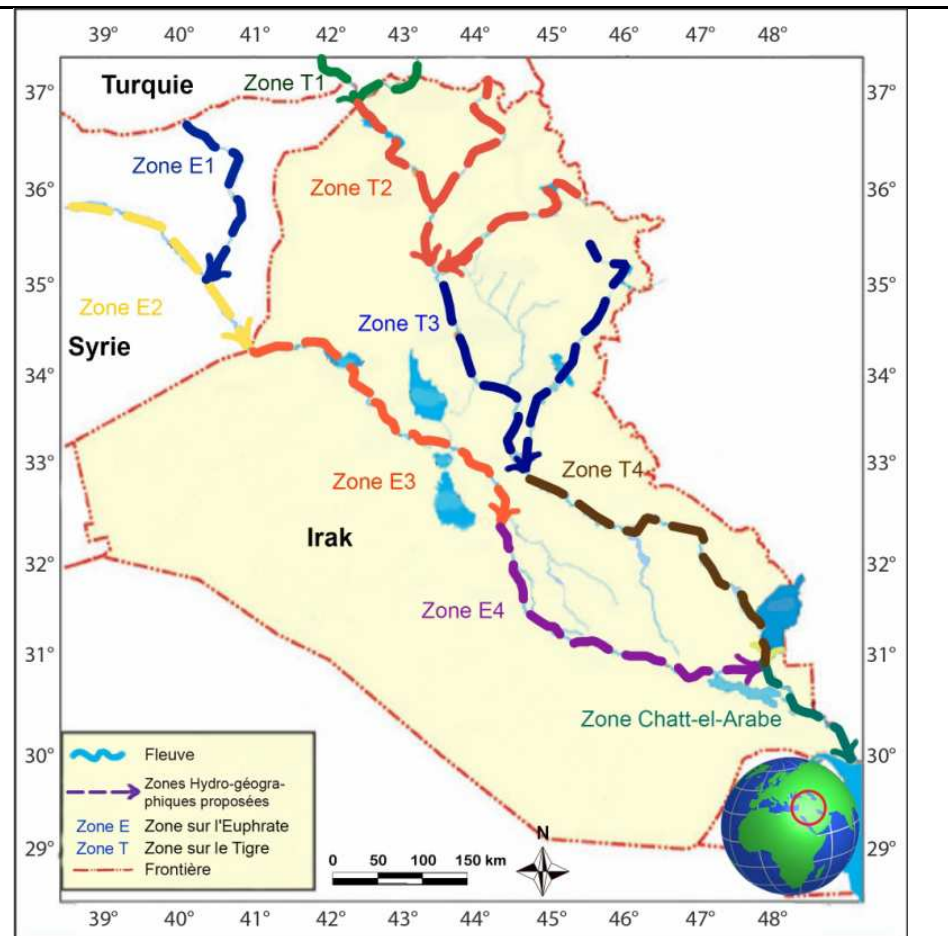 39° 40° 41° 42° 43° 44° 45° 46° 47° 48°
37° Turquie Zone T1 37°
Zone E1
36° Zone T2 36°
35° 35°
Zone E2
Zone T3
Syrie
34° 34°
33° Zone T4 33°
Zone E3
Irak
32° 32°
Zone E4
31° 31°
Zone Chatt-el-Arabe
30° 30°
Fleuve
Zones Hydro-géogra-
phiques proposées
Zone E Zone sur l'Euphrate
Zone T Zone sur le Tigre
Frontière
29° 29°
N
0 50 100 150 km
39° 40° 41° 42° 43° 44° 45° 46° 47° 48°